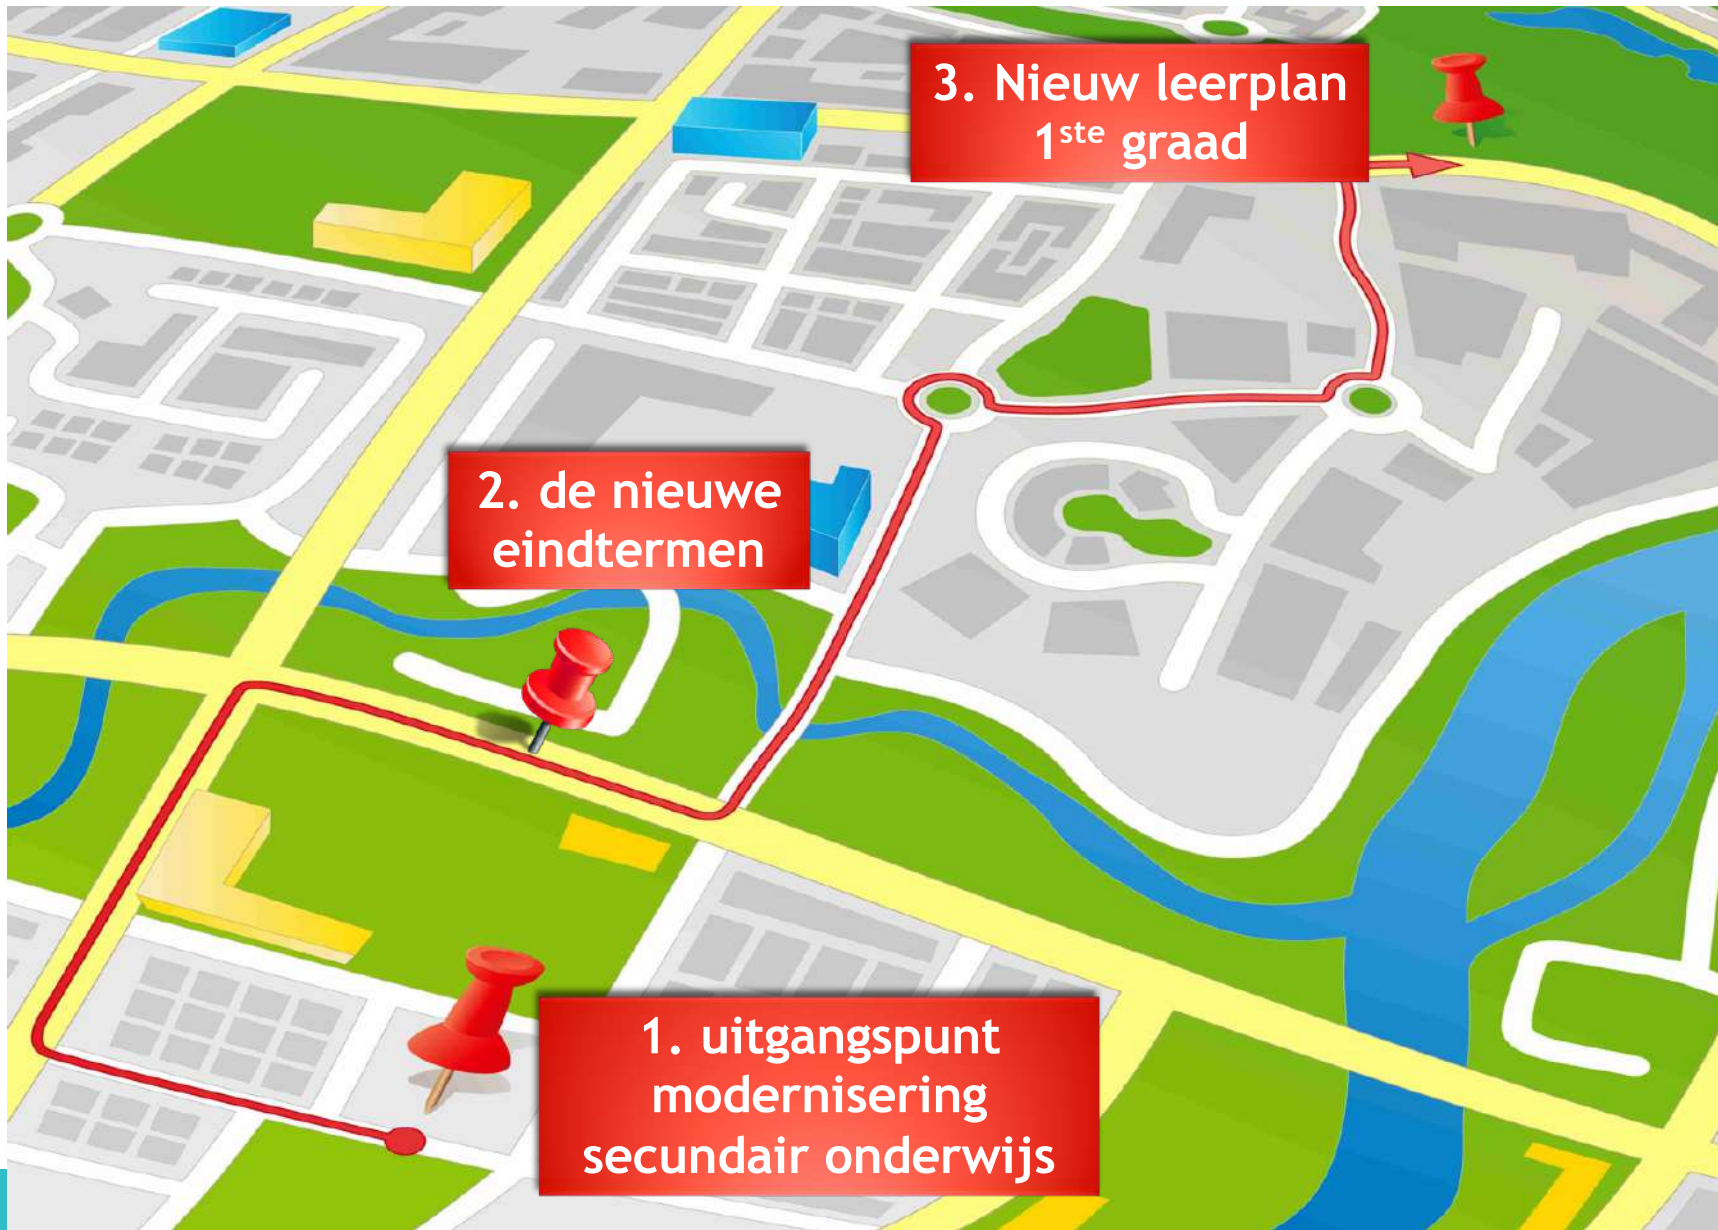 3. Nieuw leerplan
1ste graad
2. de nieuwe
eindtermen
1. uitgangspunt
modernisering
secundair onderwijs